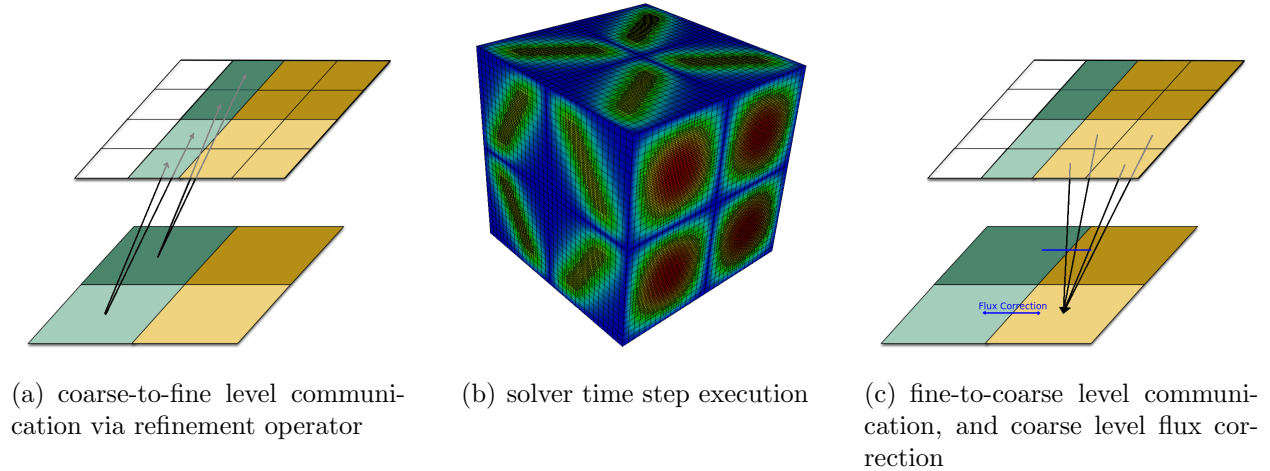 Flux Correction
(a) coarse-to-fine level communi-
cation via refinement operator
(b) solver time step execution
(c) fine-to-coarse level communi-
cation, and coarse level flux cor-
rection